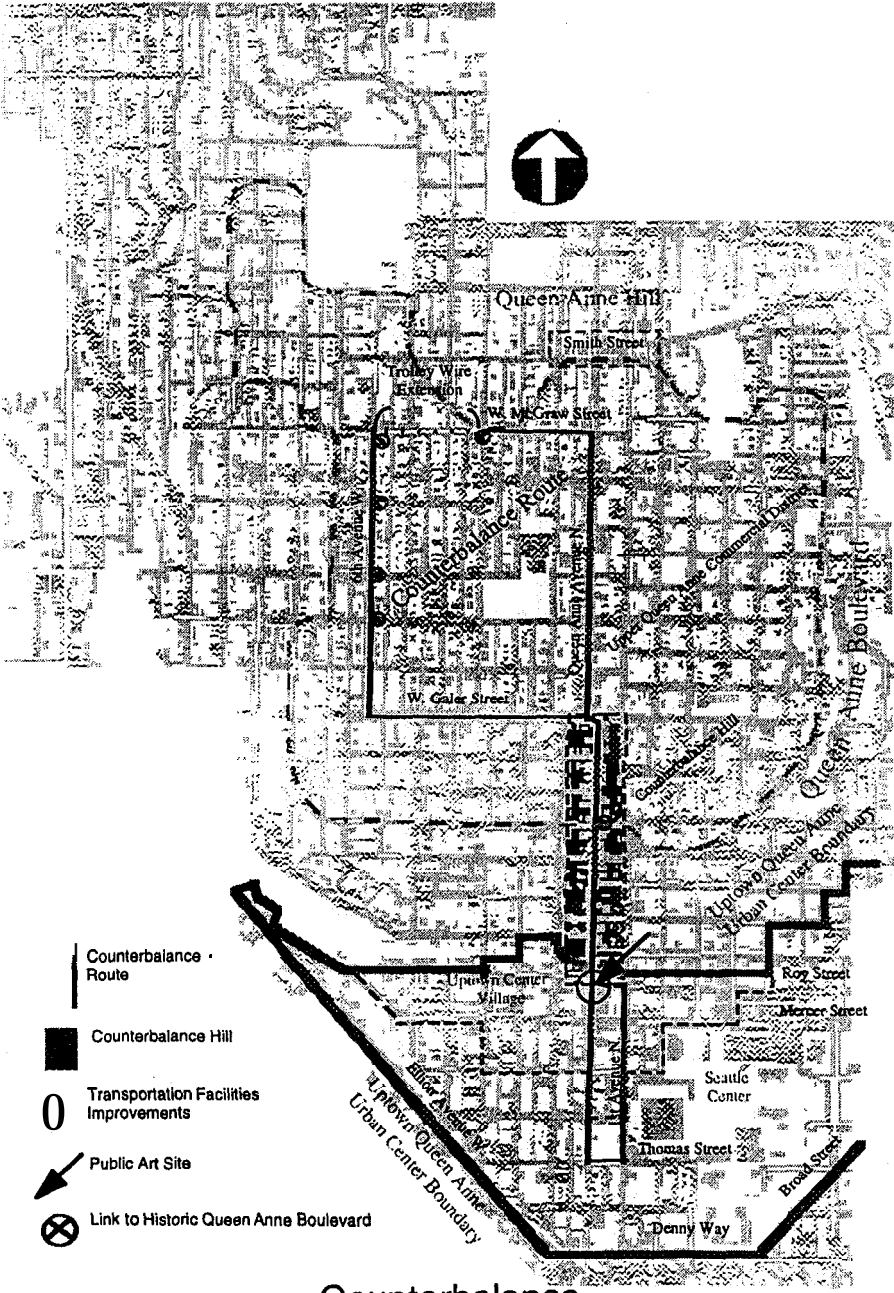 Queen Anne Hill
Smith Street
Trolley Wire
Extension
W. McGraw Street
6th Avenue W.
Counterbalance Route
Queen Anne Avenue N.
Upper Queen Anne Commercial District
Queen Anne Boulevard
W. Galer Street
Counterbalance Hill
Uptown Queen Anne
Urban Center Boundary
Counterbalance
Route
Uptown Center
Village
Roy Street
Mercer Street
Counterbalance Hill
Transportation Facilities
Improvements
Public Art Site
Link to Historic Queen Anne Boulevard
Elliott Avenue W.
Uptown Queen Anne
Urban Center Boundary
Avenue N.
Seattle
Center
Thomas Street
Broad Street
Denny Way
Counterbalance